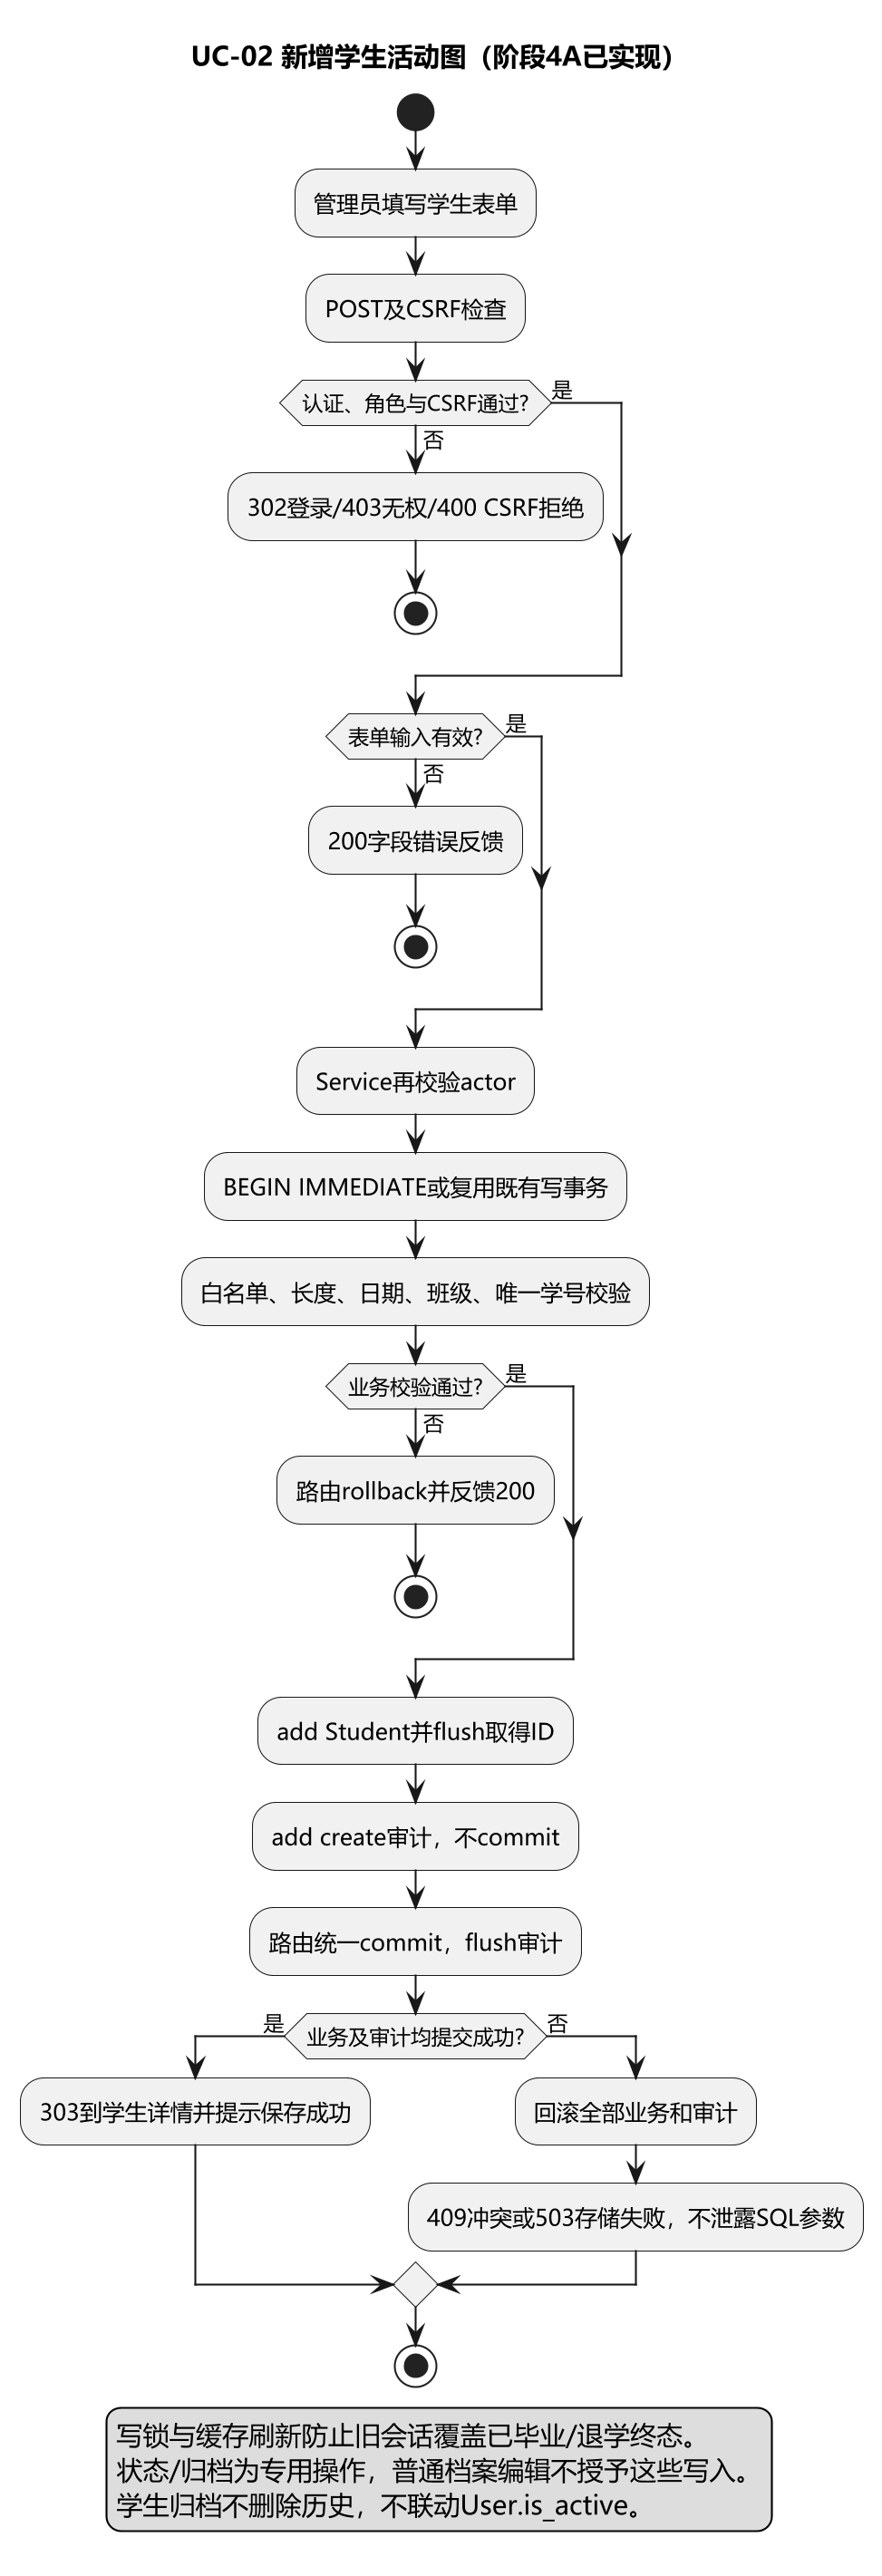 UC-02 新增学生活动图（阶段4A已实现）
管理员填写学生表单
POST及CSRF检查
认证、角色与CSRF通过?
是
否
302登录/403无权/400 CSRF拒绝
表单输入有效?
是
否
200字段错误反馈
Service再校验actor
BEGIN IMMEDIATE或复用既有写事务
白名单、长度、日期、班级、唯一学号校验
业务校验通过?
是
否
路由rollback并反馈200
add Student并flush取得ID
add create审计，不commit
路由统一commit，flush审计
是
业务及审计均提交成功?
否
303到学生详情并提示保存成功
回滚全部业务和审计
409冲突或503存储失败，不泄露SQL参数
写锁与缓存刷新防止旧会话覆盖已毕业/退学终态。
状态/归档为专用操作，普通档案编辑不授予这些写入。
学生归档不删除历史，不联动User.is_active。